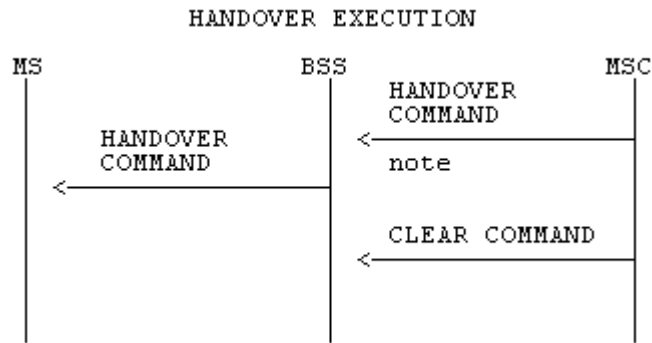 HANDOVER EXECUTION
MS BSS MSC
HANDOVER
COMMAND
HANDOVER
COMMAND
note
CLEAR COMMAND